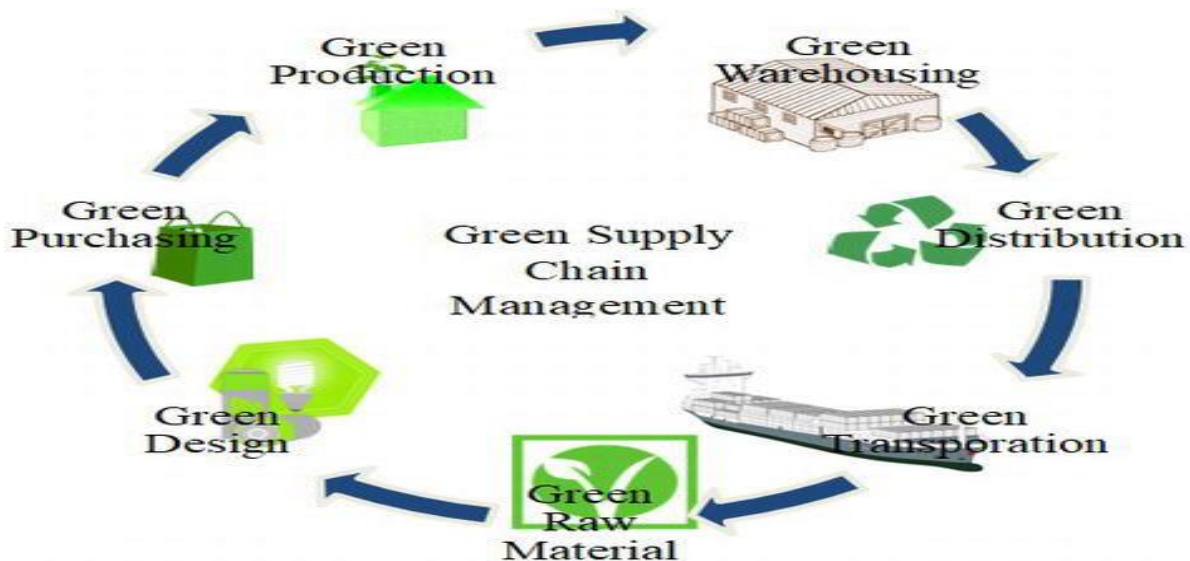 Green
Production
Green
Warehousing
Green
Purchasing
Green Supply
Chain
Management
Green
Distribution
Green
Design
Green
Transporation
Green
Raw
Material